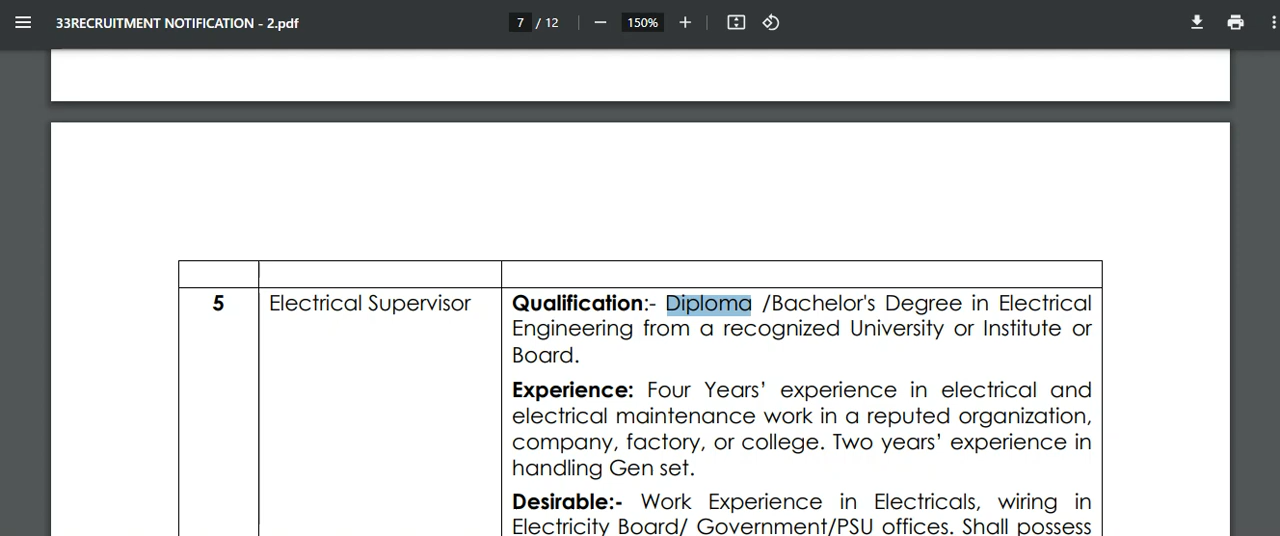 33RECRUITMENT NOTIFICATION - 2.pdf 7 / 12 150%
5 Electrical Supervisor Qualification:- Diploma /Bachelor's Degree in Electrical
Engineering from a recognized University or Institute or
Board.
Experience: Four Years’ experience in electrical and
electrical maintenance work in a reputed organization,
company, factory, or college. Two years’ experience in
handling Gen set.
Desirable:- Work Experience in Electricals, wiring in
Electricity Board/ Government/PSU offices. Shall possess